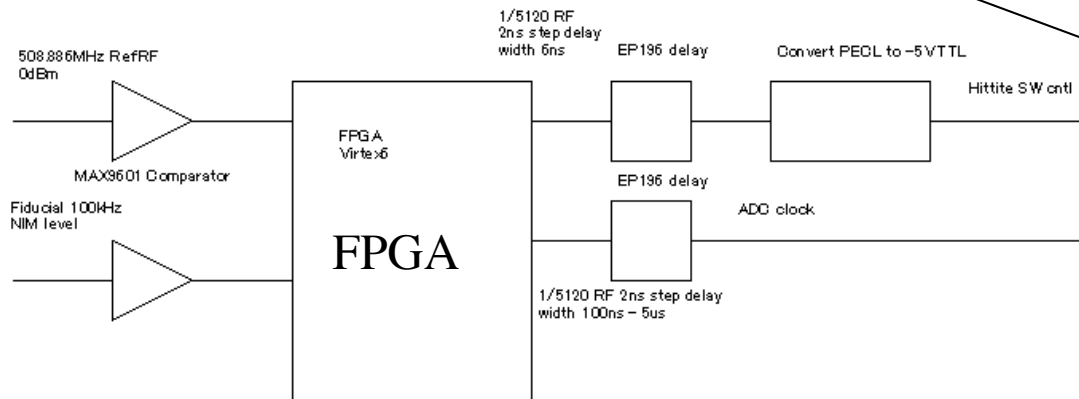 508.886MHz RefRF
0dBm
MAX9601 Comparator
Fiducial 100kHz
NIM level
FPGA
Virtex5
FPGA
1/5120 RF
2ns step delay
width 6ns
EP196 delay
Convert PECL to -5VTTL
Hittite SW cntl
EP196 delay
ADC clock
1/5120 RF 2ns step delay
width 100ns - 5us